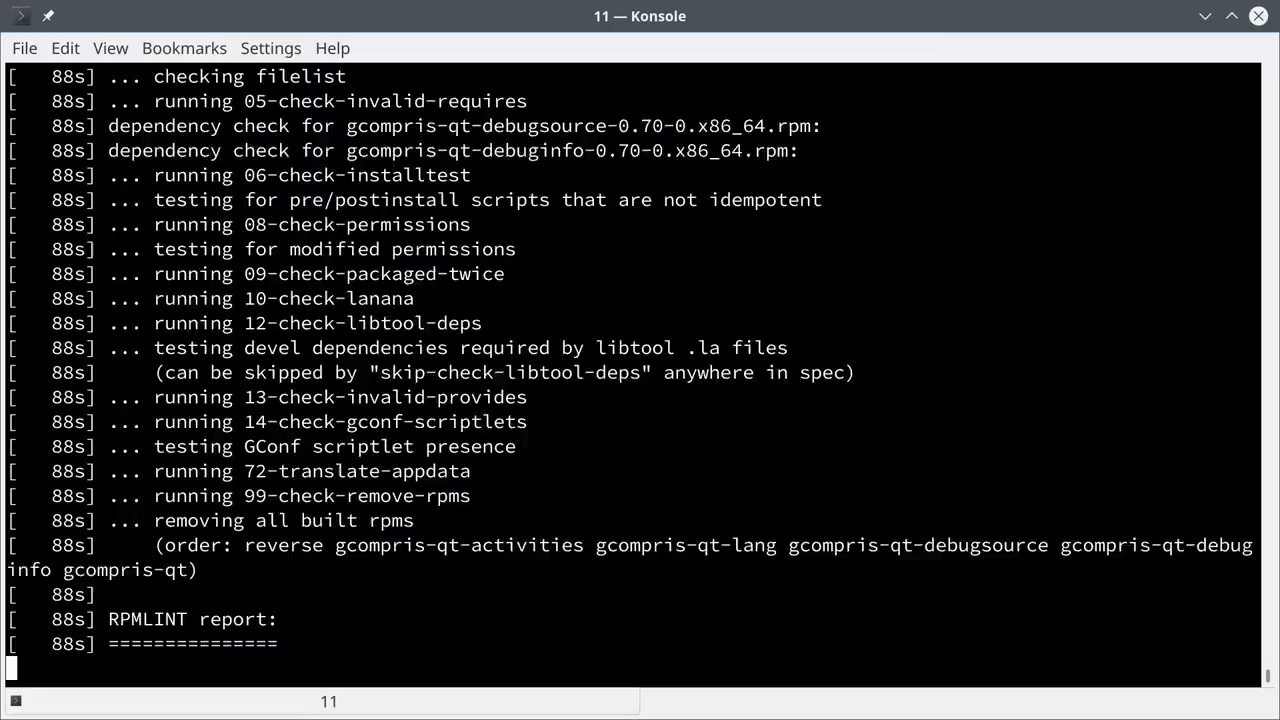 11 — Konsole
File Edit View Bookmarks Settings Help
[   88s] ... checking filelist
[   88s] ... running 05-check-invalid-requires
[   88s] dependency check for gcompris-qt-debugsource-0.70-0.x86_64.rpm:
[   88s] dependency check for gcompris-qt-debuginfo-0.70-0.x86_64.rpm:
[   88s] ... running 06-check-installtest
[   88s] ... testing for pre/postinstall scripts that are not idempotent
[   88s] ... running 08-check-permissions
[   88s] ... testing for modified permissions
[   88s] ... running 09-check-packaged-twice
[   88s] ... running 10-check-lanana
[   88s] ... running 12-check-libtool-deps
[   88s] ... testing devel dependencies required by libtool .la files
[   88s]     (can be skipped by "skip-check-libtool-deps" anywhere in spec)
[   88s] ... running 13-check-invalid-provides
[   88s] ... running 14-check-gconf-scriptlets
[   88s] ... testing GConf scriptlet presence
[   88s] ... running 72-translate-appdata
[   88s] ... running 99-check-remove-rpms
[   88s] ... removing all built rpms
[   88s]     (order: reverse gcompris-qt-activities gcompris-qt-lang gcompris-qt-debugsource gcompris-qt-debug
info gcompris-qt)
[   88s]
[   88s] RPMLINT report:
[   88s] ===============
11